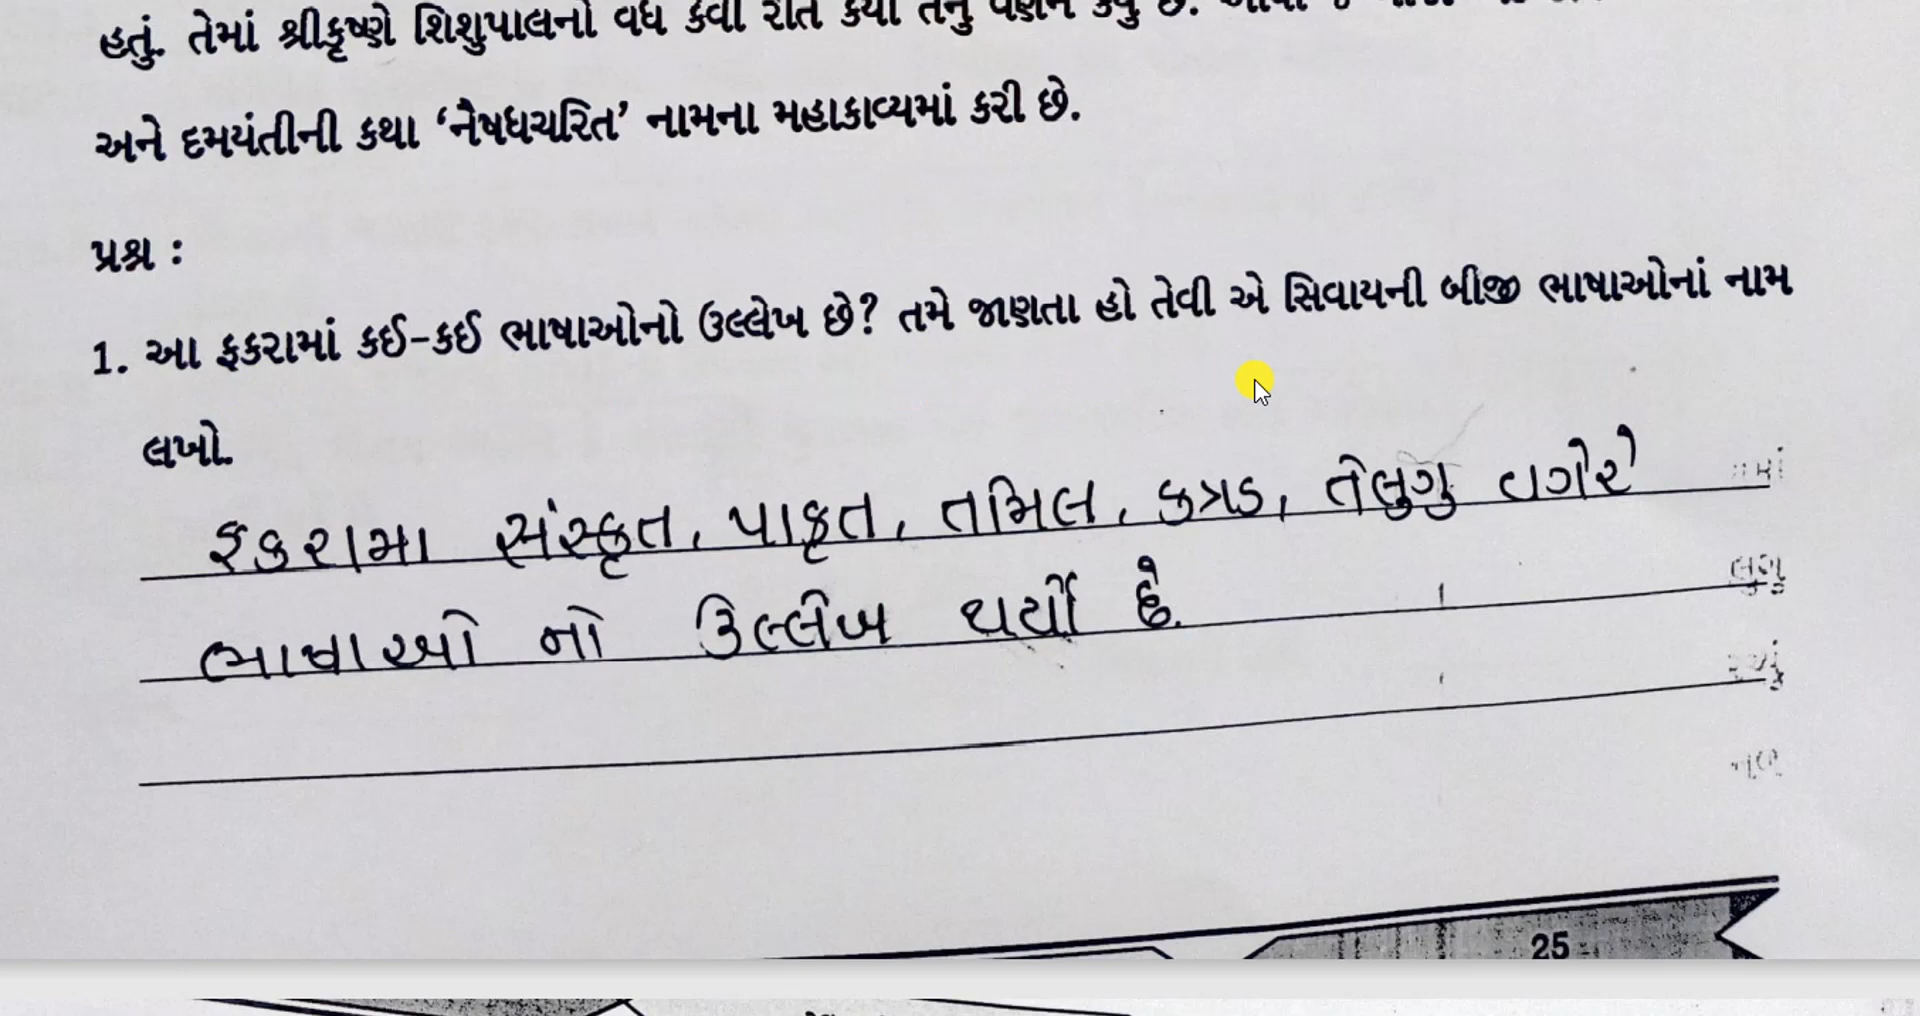 હતું. તેમાં શ્રીકૃષ્ણે શિશુપાલનો વધ કેવી રીતે કર્યો તેનું વર્ણન કર્યું છે.
અને દમયંતીની કથા ‘નૈષધચરિત’ નામના મહાકાવ્યમાં કરી છે.
પ્રશ્ન :
1. આ ફકરામાં કઈ-કઈ ભાષાઓનો ઉલ્લેખ છે? તમે જાણતા હો તેવી એ સિવાયની બીજી ભાષાઓનાં નામ
લખો.
ફકરામા સંસ્કૃત, પાકૃત, તમિલ, કન્નડ, તેલુગુ વગેરે
ભાષાઓ નો ઉલ્લેખ થર્યો છે.
25